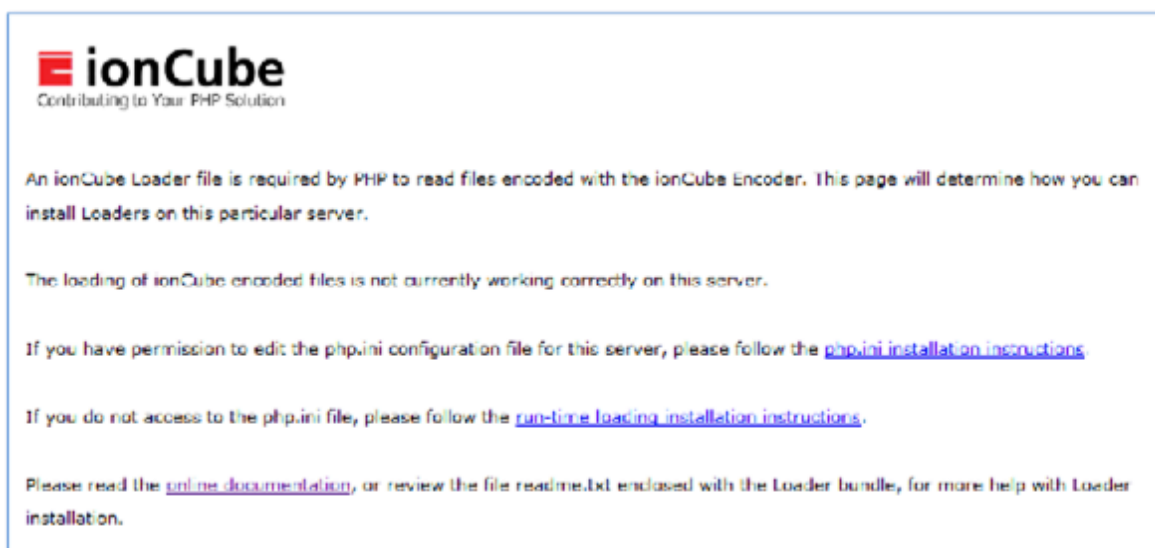 ionCube
Contributing to Your PHP Solution
An ionCube Loader file is required by PHP to read files encoded with the ionCube Encoder. This page will determine how you can
install Loaders on this particular server.
The loading of ionCube encoded files is not currently working correctly on this server.
If you have permission to edit the php.ini configuration file for this server, please follow the php.ini installation instructions.
If you do not access to the php.ini file, please follow the run-time loading installation instructions.
Please read the online documentation, or review the file readme.txt enclosed with the Loader bundle, for more help with Loader
installation.